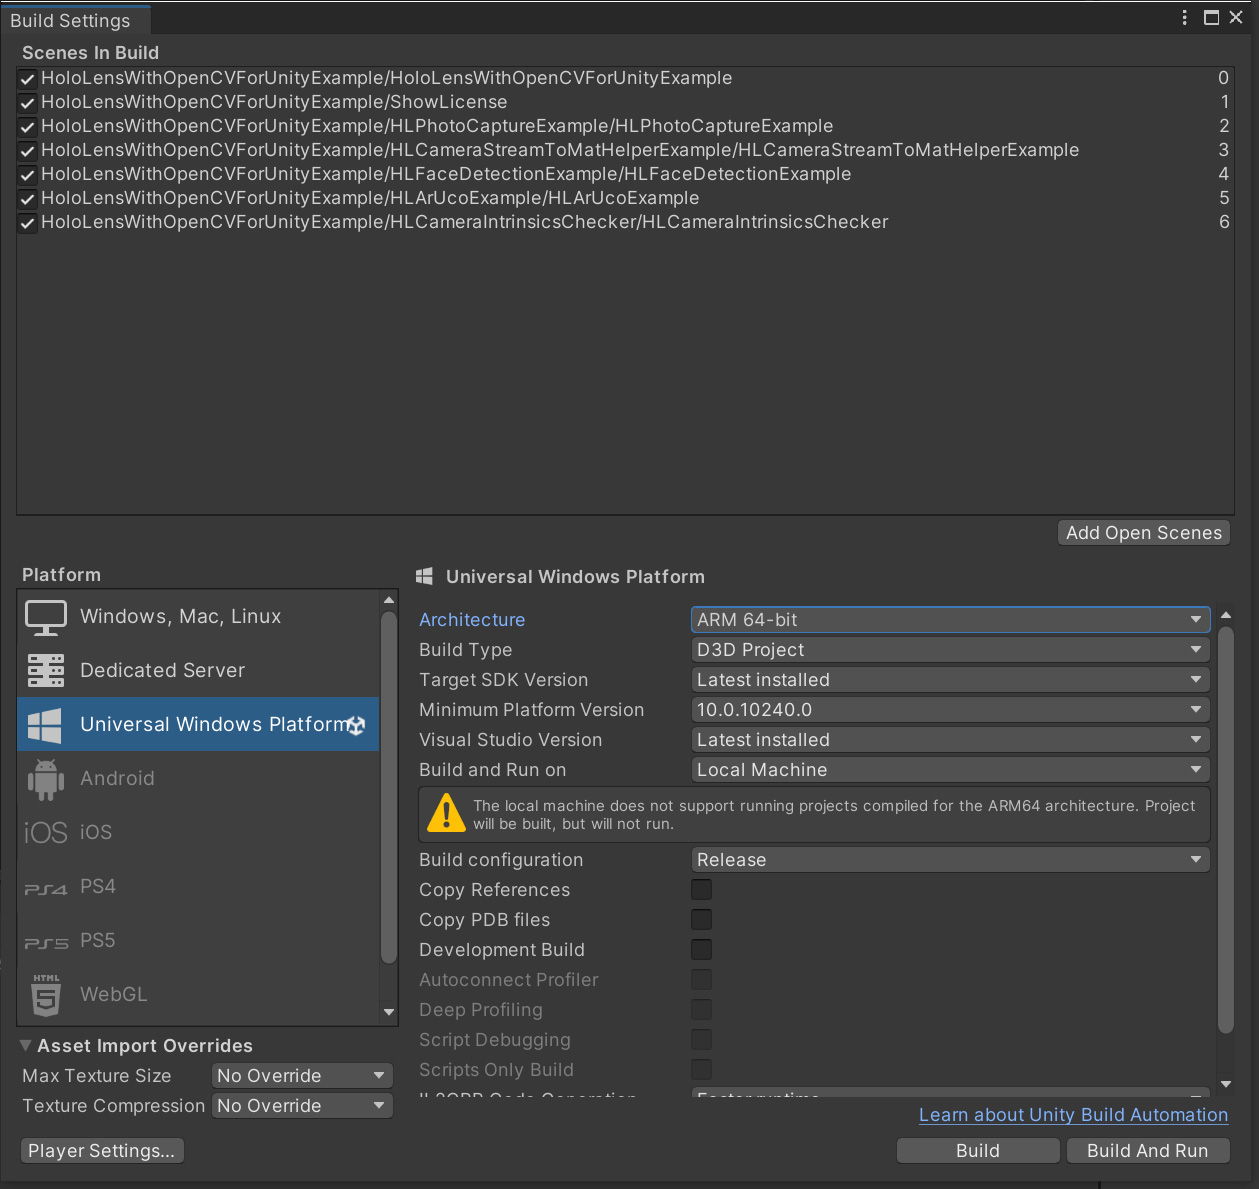 Build Settings
Scenes In Build
HoloLensWithOpenCVForUnityExample/HoloLensWithOpenCVForUnityExample 0
HoloLensWithOpenCVForUnityExample/ShowLicense 1
HoloLensWithOpenCVForUnityExample/HLPhotoCaptureExample/HLPhotoCaptureExample 2
HoloLensWithOpenCVForUnityExample/HLCameraStreamToMatHelperExample/HLCameraStreamToMatHelperExample 3
HoloLensWithOpenCVForUnityExample/HLFaceDetectionExample/HLFaceDetectionExample 4
HoloLensWithOpenCVForUnityExample/HLArUcoExample/HLArUcoExample 5
HoloLensWithOpenCVForUnityExample/HLCameraIntrinsicsChecker/HLCameraIntrinsicsChecker 6
Add Open Scenes
Platform
Windows, Mac, Linux
Dedicated Server
Universal Windows Platform
Android
iOS iOS
PS4 PS4
PS5 PS5
HTML
5 WebGL
Asset Import Overrides
Max Texture Size No Override
Texture Compression No Override
Player Settings...
Universal Windows Platform
Architecture ARM 64-bit
Build Type D3D Project
Target SDK Version Latest installed
Minimum Platform Version 10.0.10240.0
Visual Studio Version Latest installed
Build and Run on Local Machine
The local machine does not support running projects compiled for the ARM64 architecture. Project
will be built, but will not run.
Build configuration Release
Copy References
Copy PDB files
Development Build
Autoconnect Profiler
Deep Profiling
Script Debugging
Scripts Only Build
IL2CPP Code Generation Faster runtime
Learn about Unity Build Automation
Build Build And Run